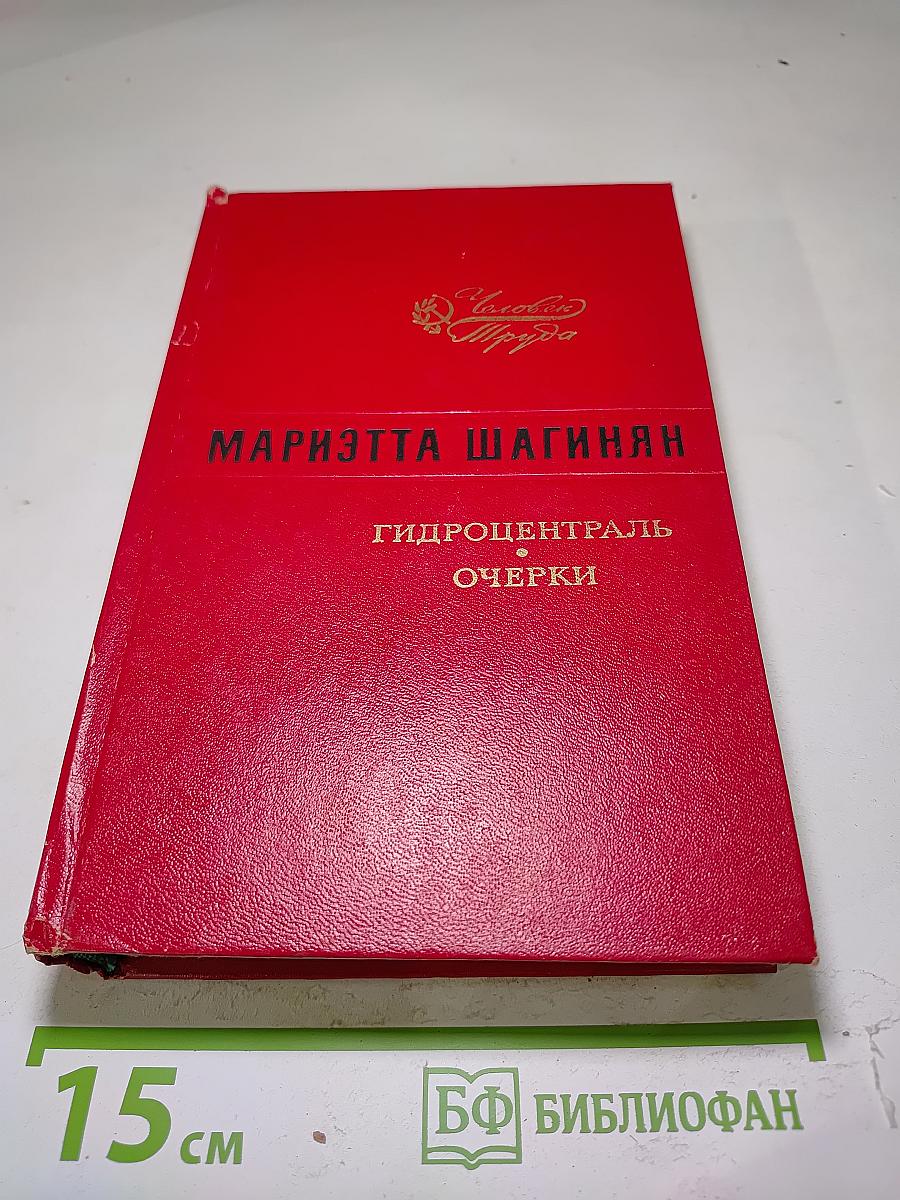 Человек
Труда
МАРИЭТТА ШАГИНЯН
ГИДРОЦЕНТРАЛЬ
•
ОЧЕРКИ
15 см
БФ БИБЛИОФАН